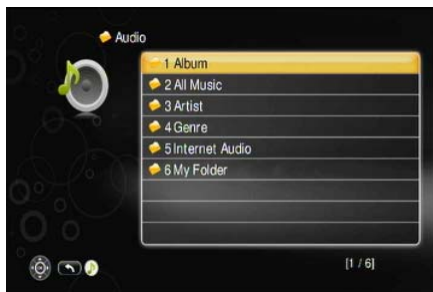 Audio
1 Album
2 All Music
3 Artist
4 Genre
5 Internet Audio
6 My Folder
[1 / 6]